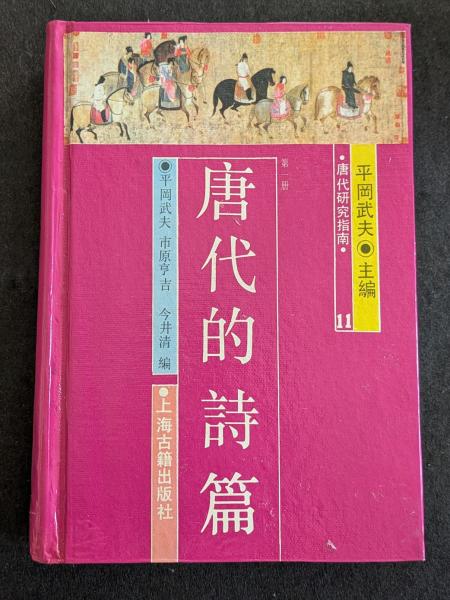 平岡武夫◉主編
•唐代研究指南•
11
第一册
唐代的詩篇
◉平岡武夫 市原亨吉 今井清 編
•上海古籍出版社